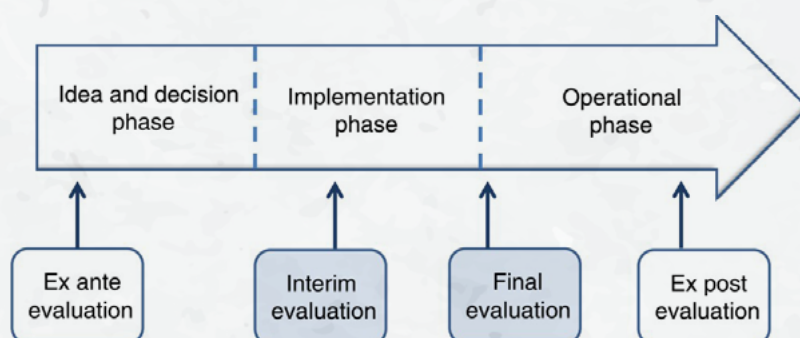 Idea and decision
phase
Implementation
phase
Operational
phase
Ex ante
evaluation
Interim
evaluation
Final
evaluation
Ex post
evaluation